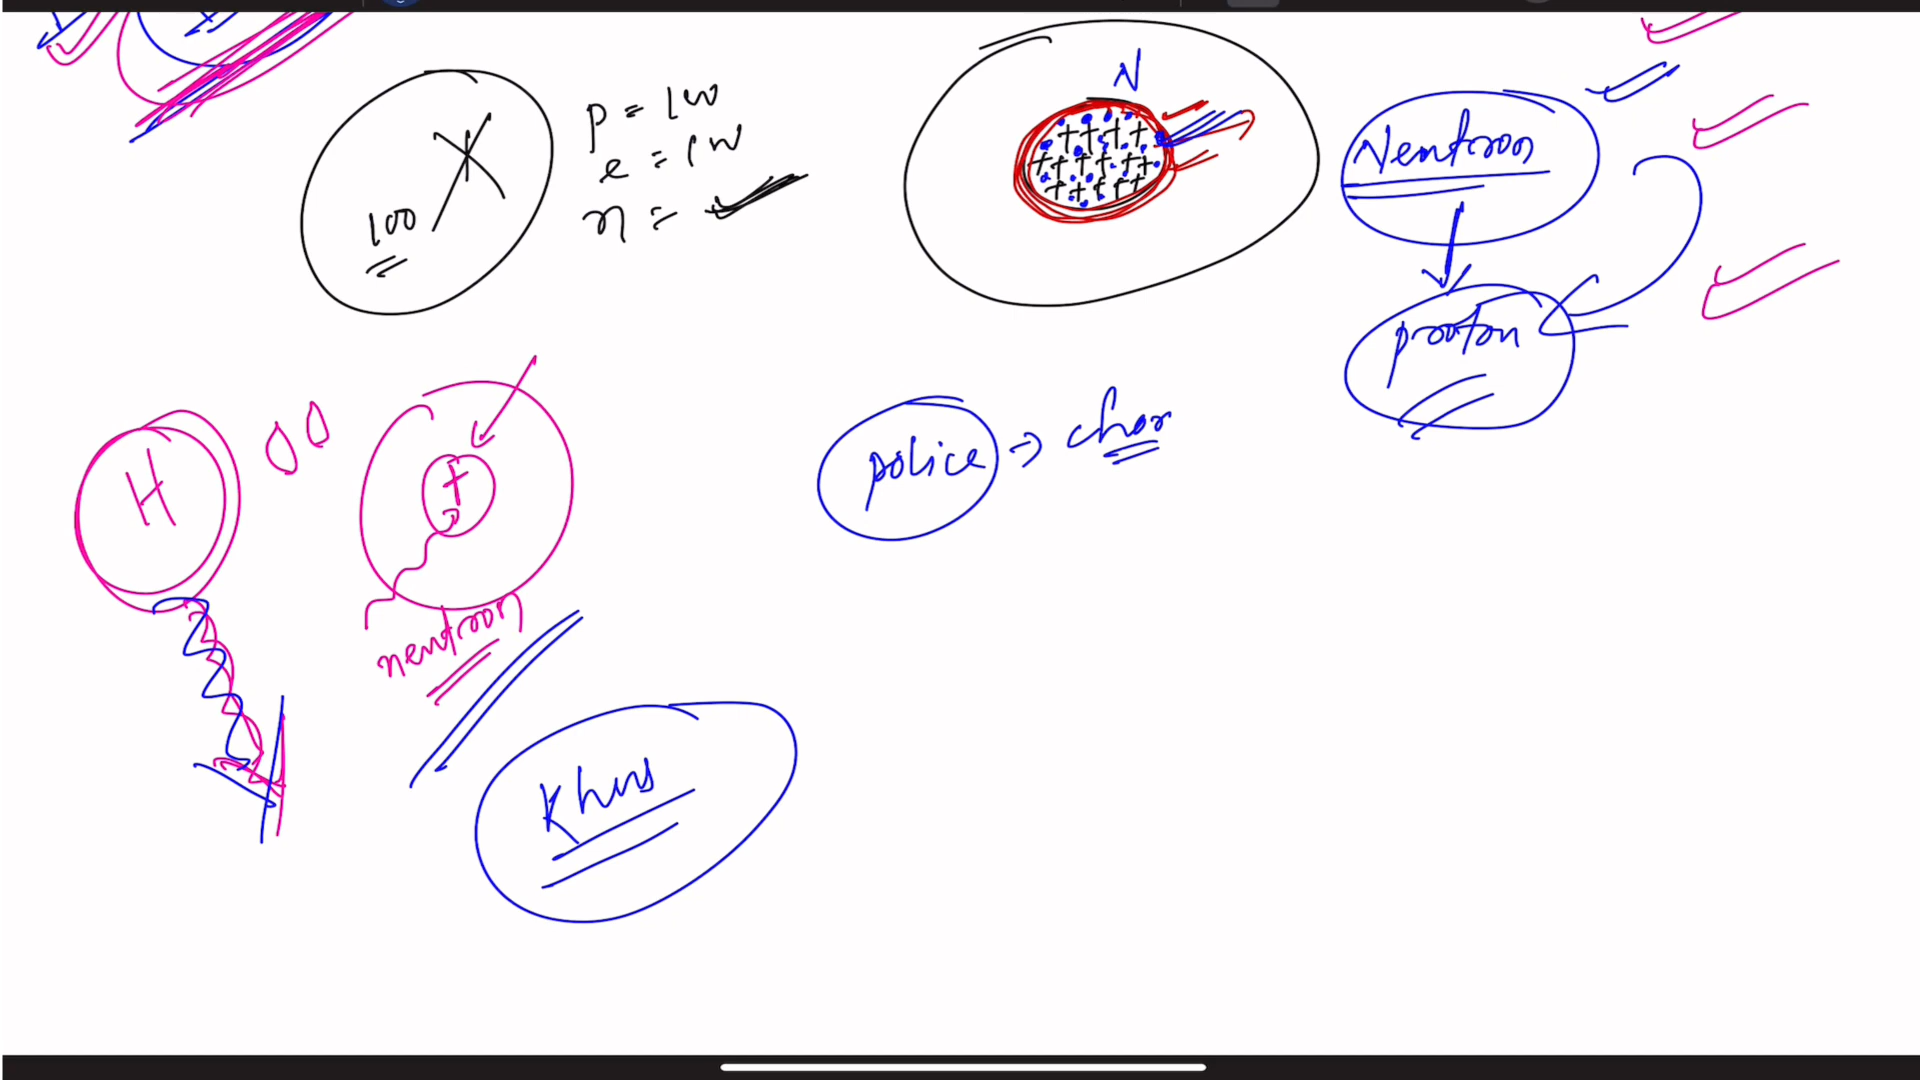 X
100
p = 100
e = 100
n =
N
+ + + +
+ + + + + +
+ + + + +
Neutron
proton
H
+
neutron
police → chor
Khus